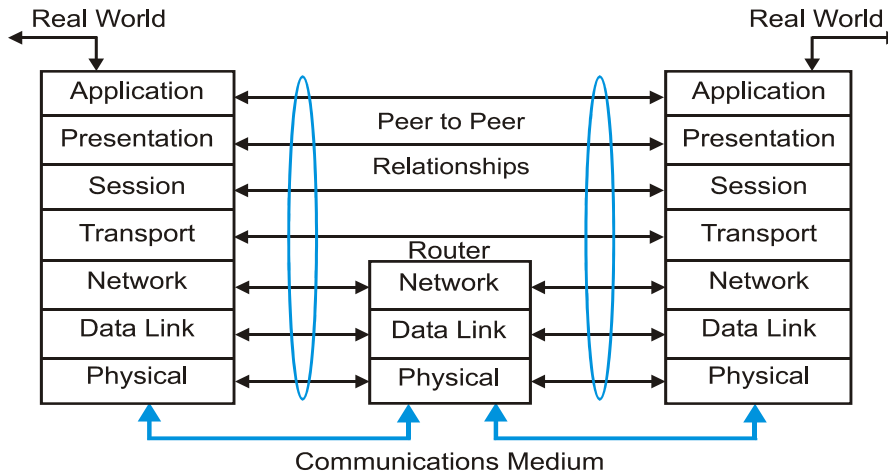 Real World
Real World
Application
Application
Peer to Peer
Presentation
Presentation
Relationships
Session
Session
Transport
Transport
Router
Network
Network
Network
Data Link
Data Link
Data Link
Physical
Physical
Physical
Communications Medium